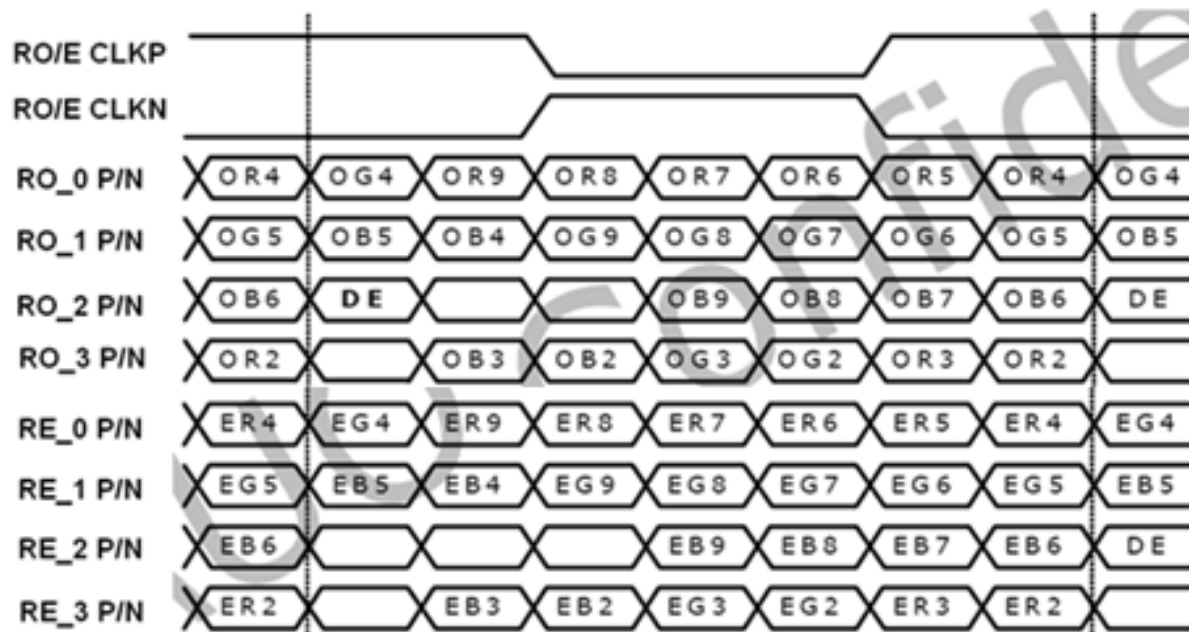 RO/E CLKP
RO/E CLKN
RO_0 P/N OR4 OG4 OR9 OR8 OR7 OR6 OR5 OR4 OG4
RO_1 P/N OG5 OB5 OB4 OG9 OG8 OG7 OG6 OG5 OB5
RO_2 P/N OB6 DE OB9 OB8 OB7 OB6 DE
RO_3 P/N OR2 OB3 OB2 OG3 OG2 OR3 OR2
RE_0 P/N ER4 EG4 ER9 ER8 ER7 ER6 ER5 ER4 EG4
RE_1 P/N EG5 EB5 EB4 EG9 EG8 EG7 EG6 EG5 EB5
RE_2 P/N EB6 EB9 EB8 EB7 EB6 DE
RE_3 P/N ER2 EB3 EB2 EG3 EG2 ER3 ER2